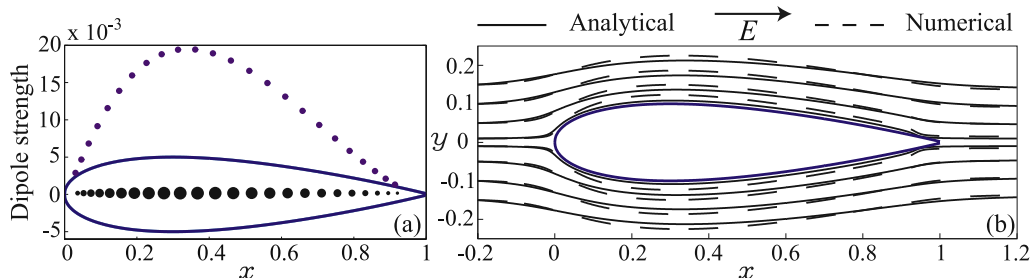 Analytical
E
Numerical
x 10⁻³
Dipole strength
20
15
10
5
0
-5
0
0.2
0.4
0.6
0.8
1
x
(a)
0.2
0.1
y 0
-0.1
-0.2
-0.2
0
0.2
0.4
0.6
0.8
1
1.2
x
(b)